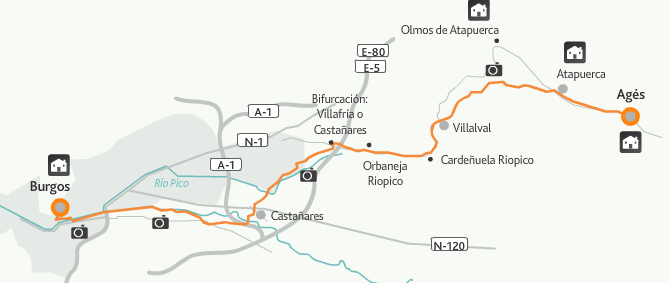 Olmos de Atapuerca
E-80
E-5
Atapuerca
Agés
Bifurcación:
Villafría o
Castañares
A-1
N-1
Villalval
A-1
Orbaneja
Riopico
Cardeñuela Riopico
Río Pico
Burgos
Castañares
N-120